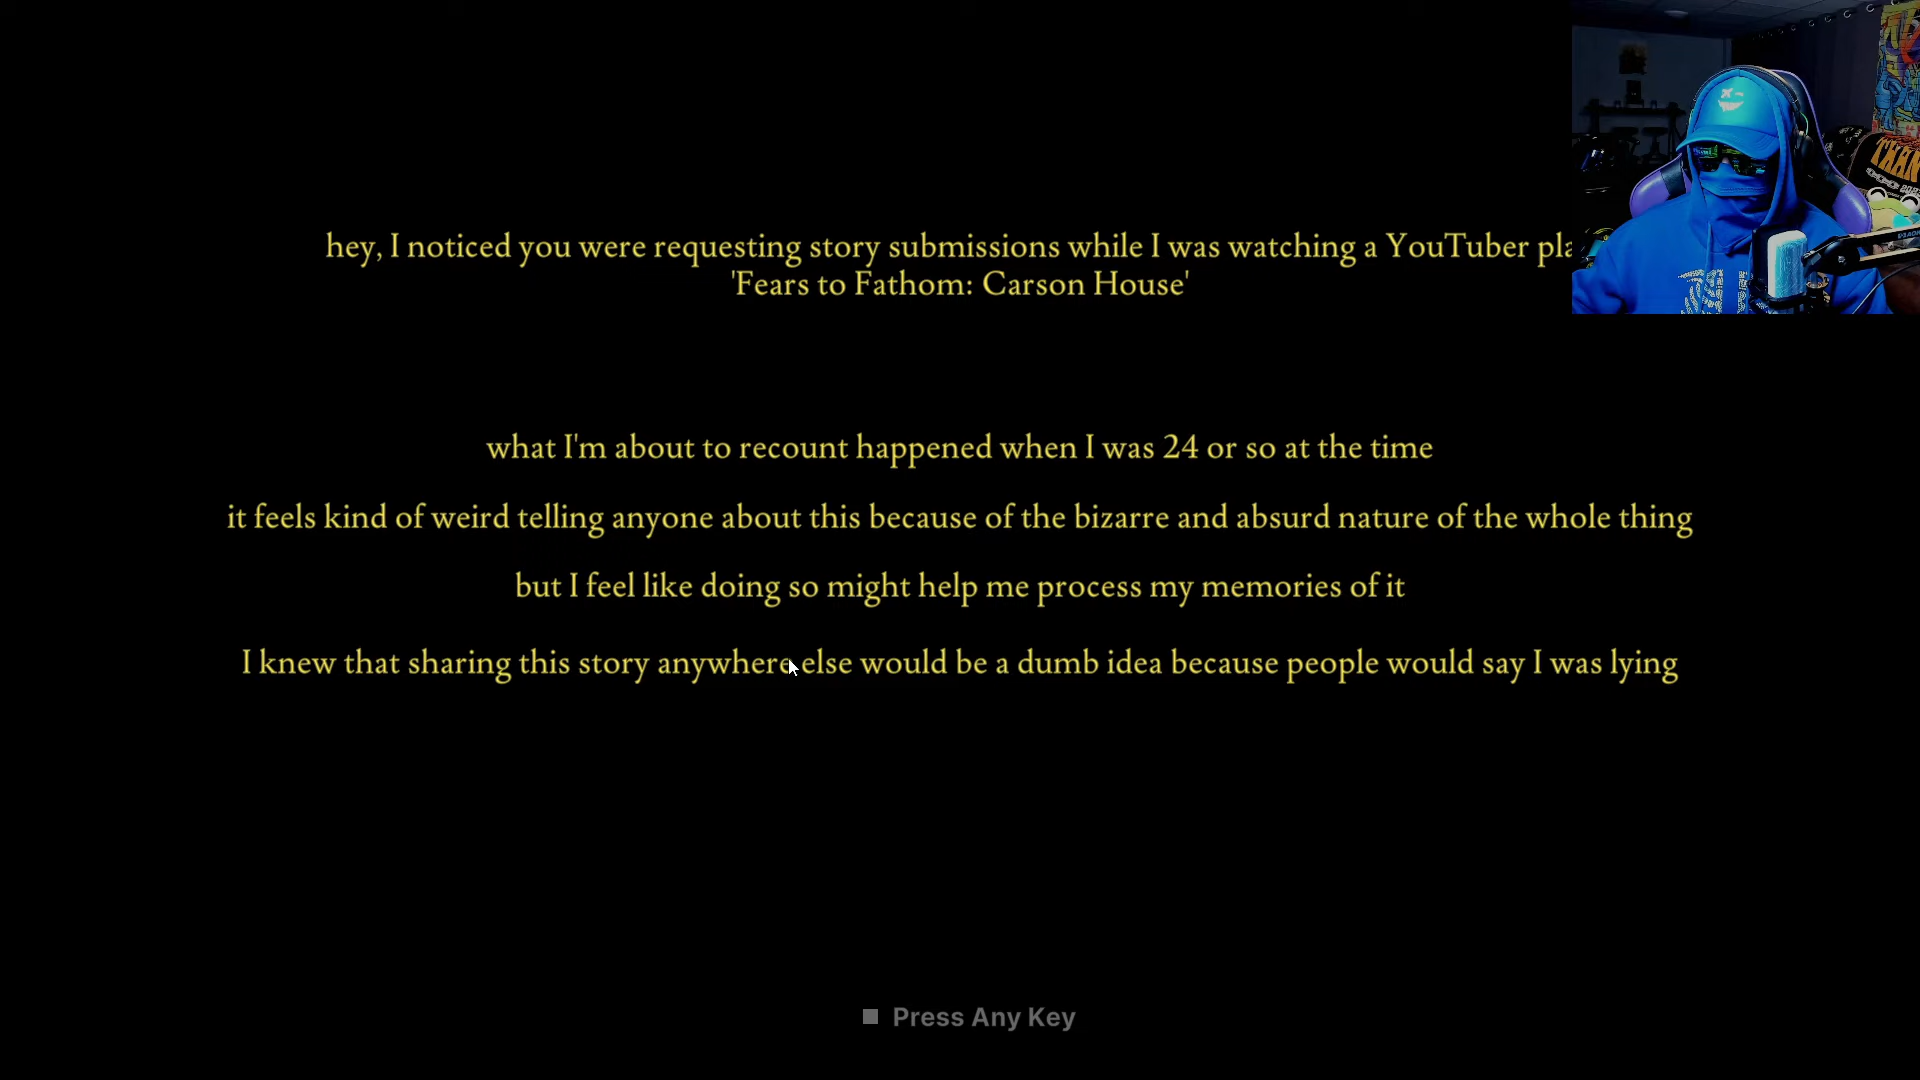 hey, I noticed you were requesting story submissions while I was watching a YouTuber
'Fears to Fathom: Carson House'
what I'm about to recount happened when I was 24 or so at the time
it feels kind of weird telling anyone about this because of the bizarre and absurd nature of the whole thing
but I feel like doing so might help me process my memories of it
I knew that sharing this story anywhere else would be a dumb idea because people would say I was lying
Press Any Key